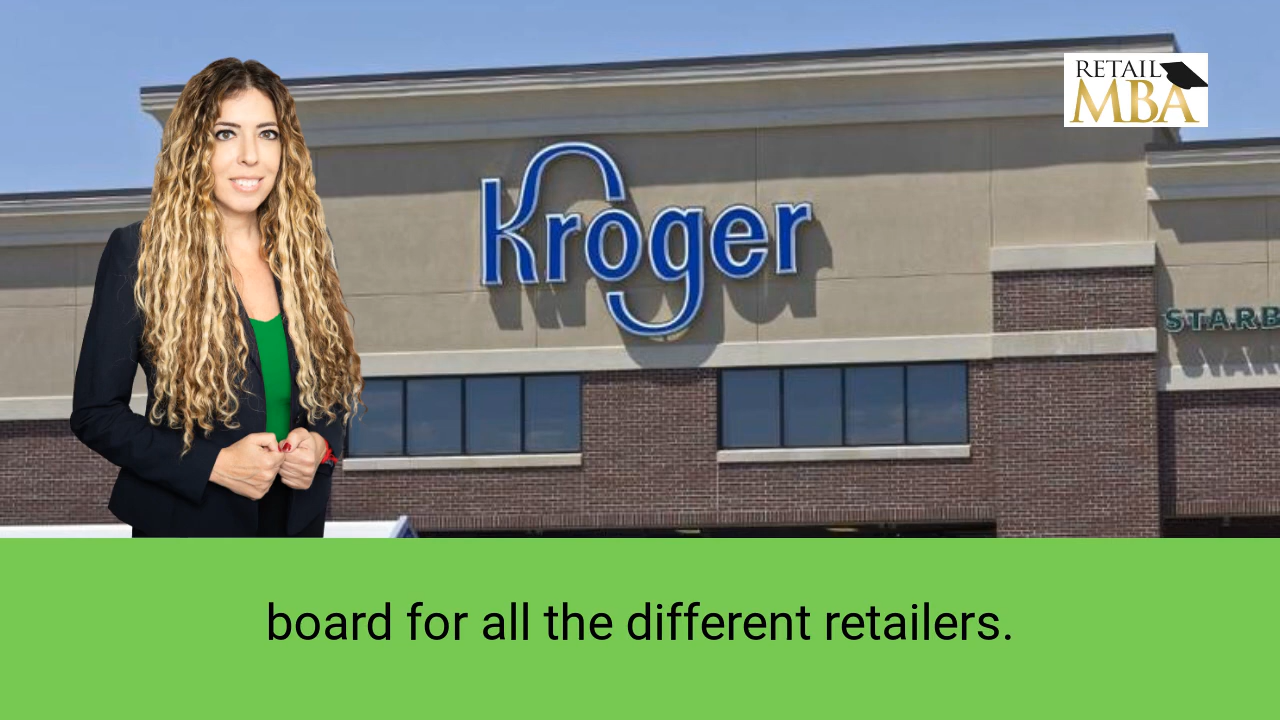 RETAIL
MBA
Kroger
STARB
board for all the different retailers.